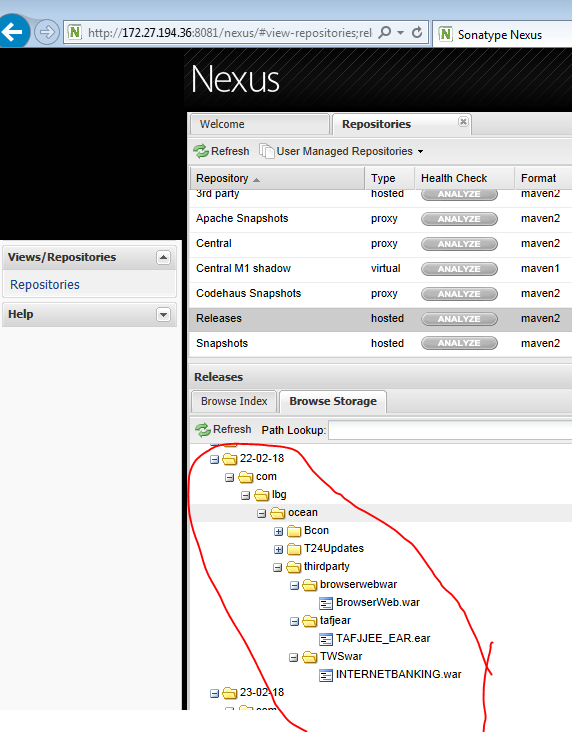 http://172.27.194.36:8081/nexus/#view-repositories;rel
Sonatype Nexus
Nexus
Welcome
Repositories
Refresh
User Managed Repositories
Repository Type Health Check Format
3rd party hosted ANALYZE maven2
Apache Snapshots proxy ANALYZE maven2
Central proxy ANALYZE maven2
Central M1 shadow virtual ANALYZE maven1
Codehaus Snapshots proxy ANALYZE maven2
Releases hosted ANALYZE maven2
Snapshots hosted ANALYZE maven2
Views/Repositories
Repositories
Help
Releases
Browse Index
Browse Storage
Refresh Path Lookup:
22-02-18
com
lbg
ocean
Bcon
T24Updates
thirdparty
browserwebwar
BrowserWeb.war
tafjear
TAFJJEE_EAR.ear
TWSwar
INTERNETBANKING.war
23-02-18
com